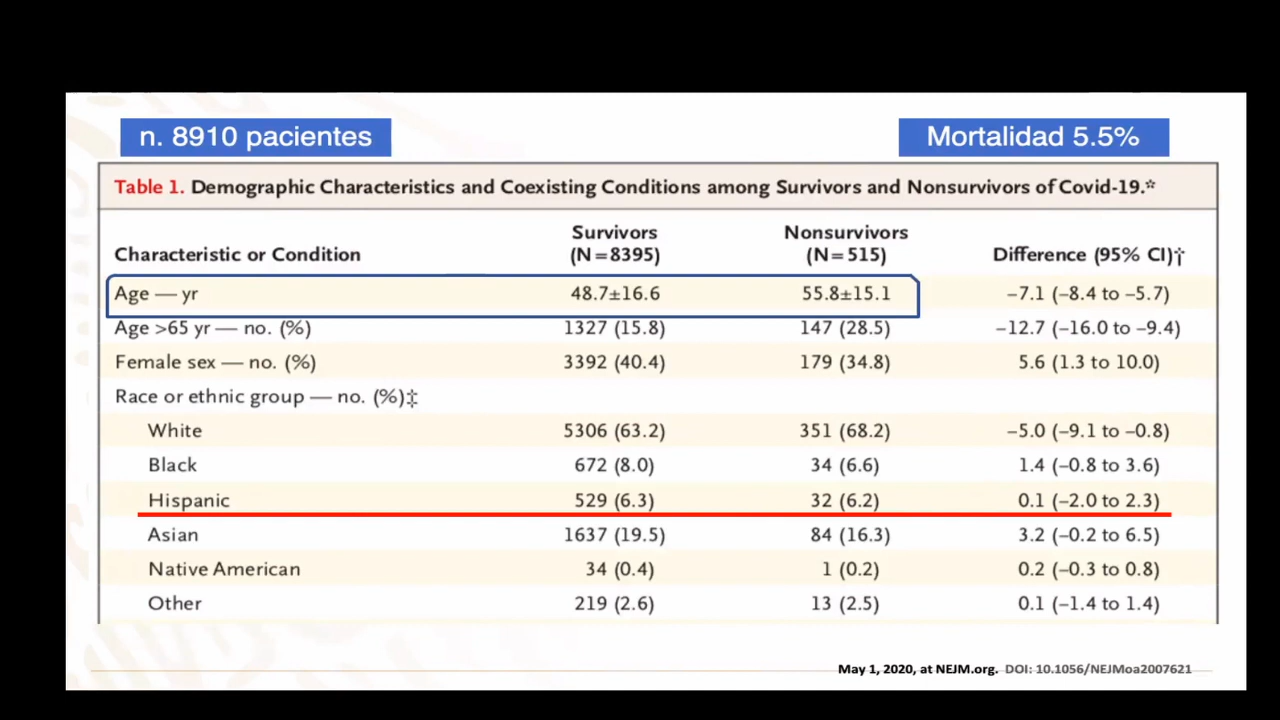 n. 8910 pacientes
Mortalidad 5.5%
Table 1. Demographic Characteristics and Coexisting Conditions among Survivors and Nonsurvivors of Covid-19.*
Characteristic or Condition Survivors (N=8395) Nonsurvivors (N=515) Difference (95% CI)†
Age — yr 48.7±16.6 55.8±15.1 −7.1 (−8.4 to −5.7)
Age >65 yr — no. (%) 1327 (15.8) 147 (28.5) −12.7 (−16.0 to −9.4)
Female sex — no. (%) 3392 (40.4) 179 (34.8) 5.6 (1.3 to 10.0)
Race or ethnic group — no. (%)‡
White 5306 (63.2) 351 (68.2) −5.0 (−9.1 to −0.8)
Black 672 (8.0) 34 (6.6) 1.4 (−0.8 to 3.6)
Hispanic 529 (6.3) 32 (6.2) 0.1 (−2.0 to 2.3)
Asian 1637 (19.5) 84 (16.3) 3.2 (−0.2 to 6.5)
Native American 34 (0.4) 1 (0.2) 0.2 (−0.3 to 0.8)
Other 219 (2.6) 13 (2.5) 0.1 (−1.4 to 1.4)
May 1, 2020, at NEJM.org. DOI: 10.1056/NEJMoa2007621